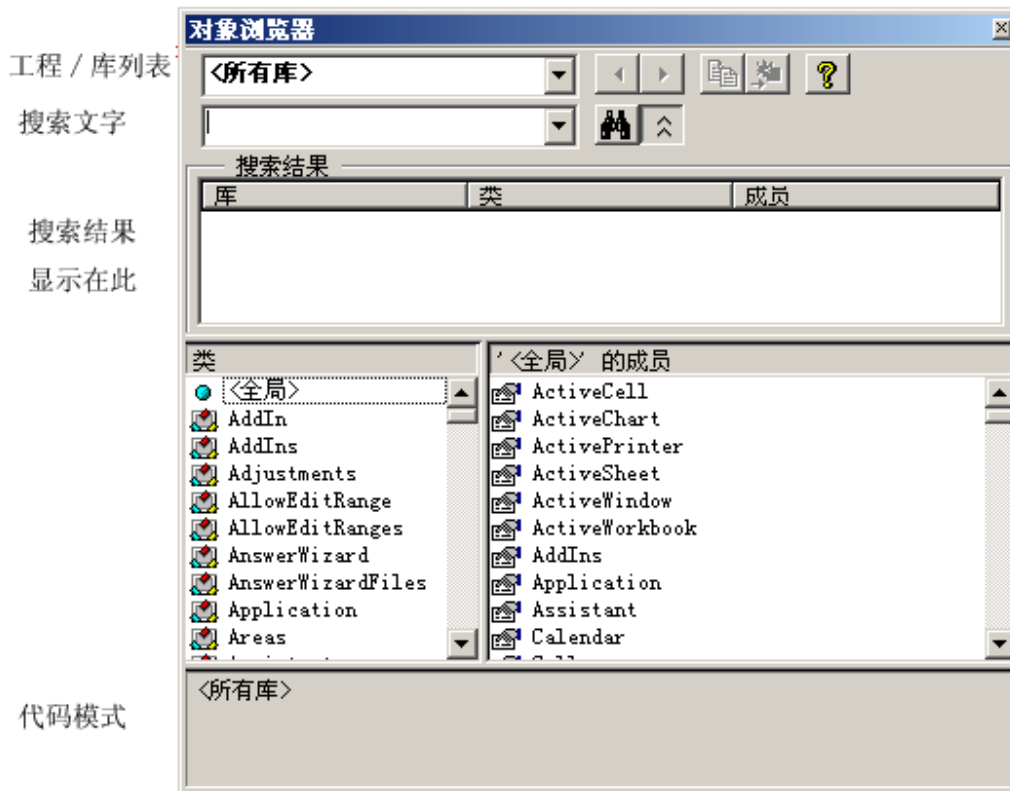 对象浏览器
工程／库列表
<所有库>
搜索文字
搜索结果
库 类 成员
搜索结果
显示在此
类
'<全局>' 的成员
<全局>
ActiveCell
AddIn
ActiveChart
AddIns
ActivePrinter
Adjustments
ActiveSheet
AllowEditRange
ActiveWindow
AllowEditRanges
ActiveWorkbook
AnswerWizard
AddIns
AnswerWizardFiles
Application
Application
Assistant
Areas
Calendar
<所有库>
代码模式